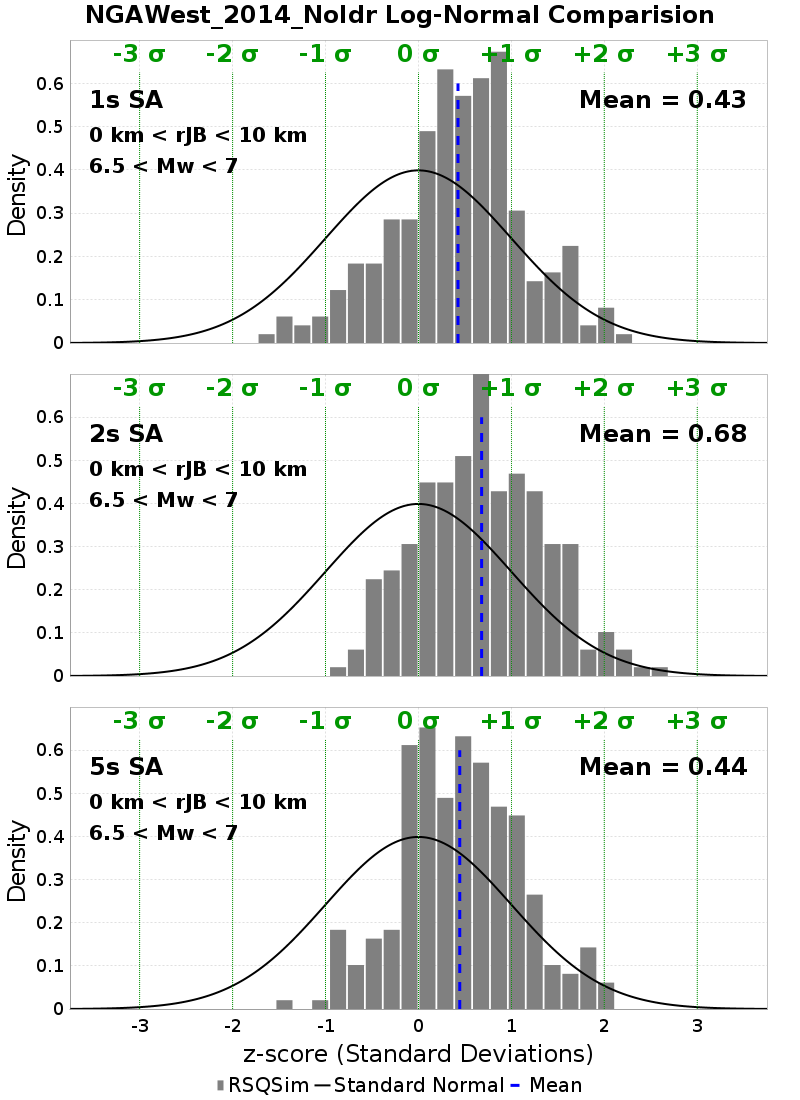 NGAWest_2014_NoIdr Log-Normal Comparision
-3 σ -2 σ -1 σ 0 σ +1 σ +2 σ +3 σ
0.6
1s SA Mean = 0.43
0.5
0 km < rJB < 10 km
6.5 < Mw < 7
0.4
0.3
0.2
0.1
0
Density
-3 σ -2 σ -1 σ 0 σ +1 σ +2 σ +3 σ
0.6
2s SA Mean = 0.68
0.5
0 km < rJB < 10 km
6.5 < Mw < 7
0.4
0.3
0.2
0.1
0
Density
-3 σ -2 σ -1 σ 0 σ +1 σ +2 σ +3 σ
0.6
5s SA Mean = 0.44
0.5
0 km < rJB < 10 km
6.5 < Mw < 7
0.4
0.3
0.2
0.1
0
Density
-3 -2 -1 0 1 2 3
z-score (Standard Deviations)
RSQSim Standard Normal Mean